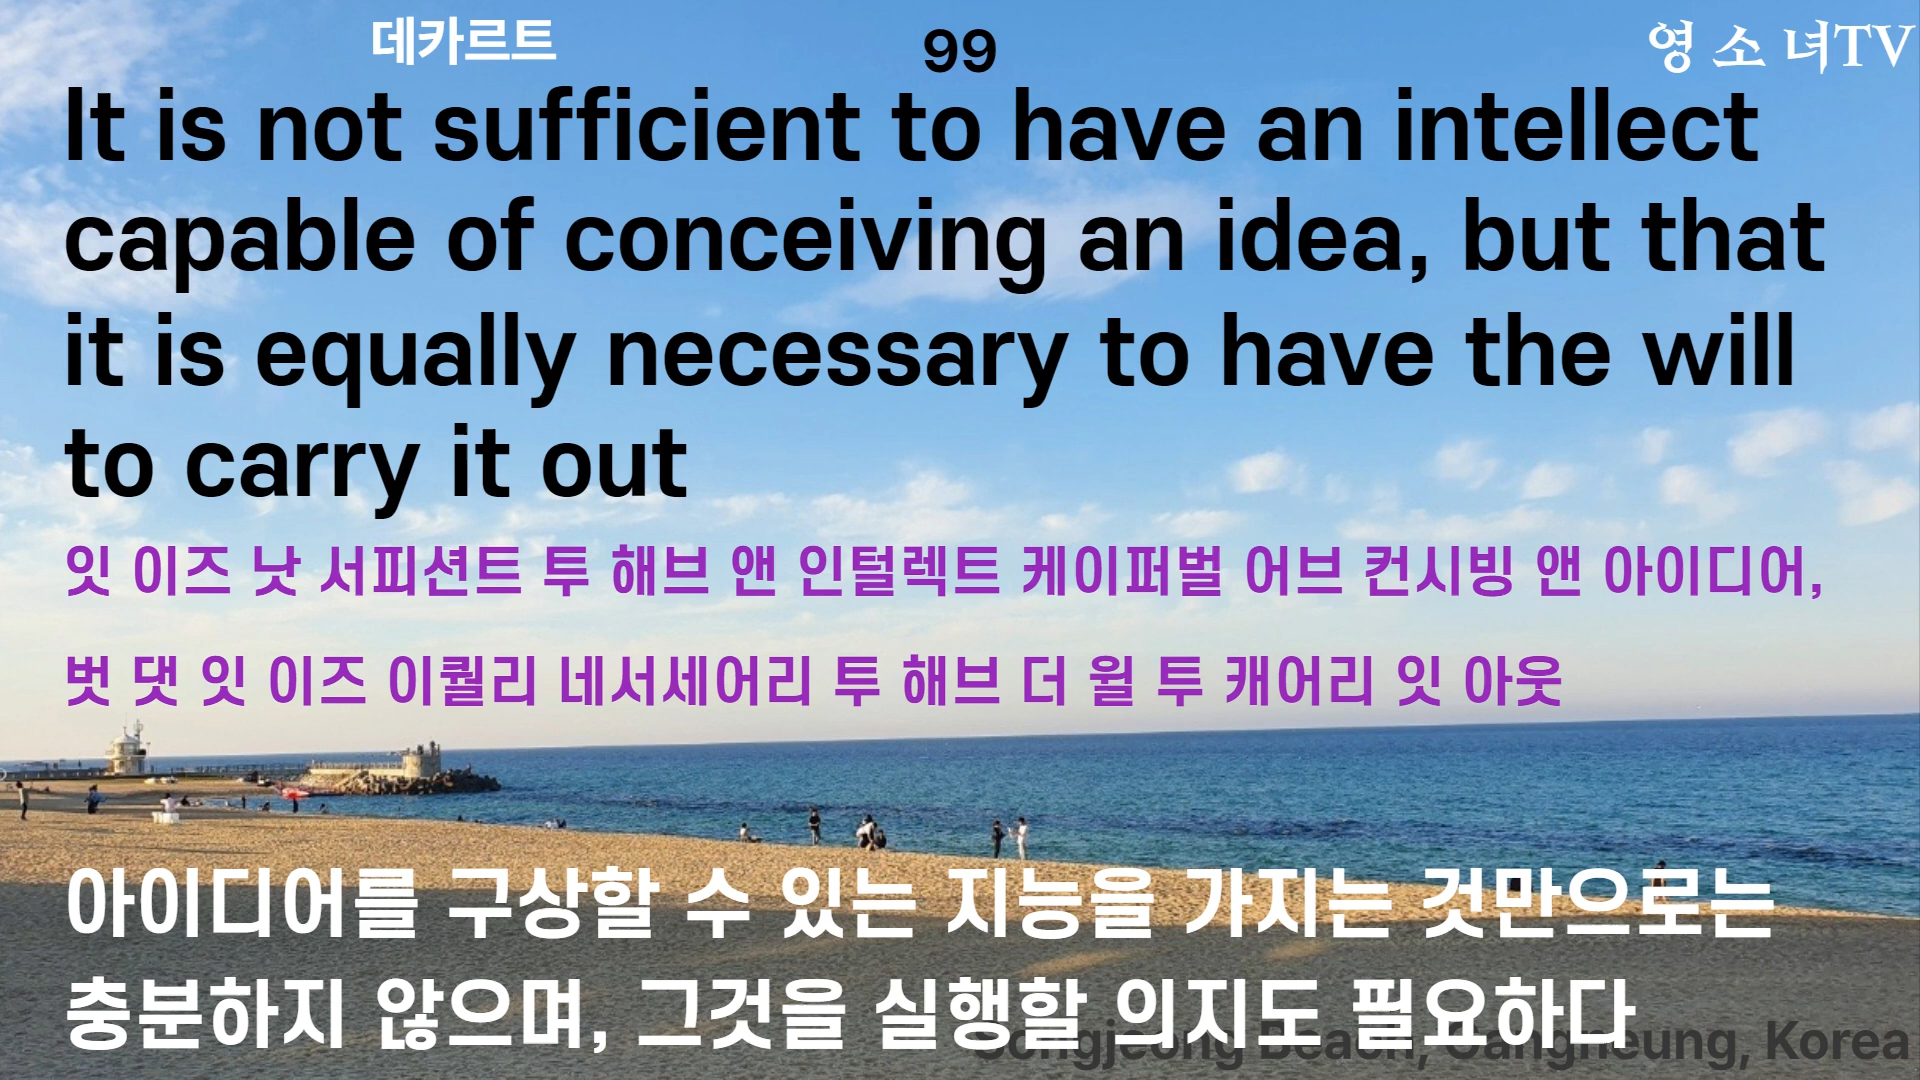 데카르트
99
영 소 녀TV
It is not sufficient to have an intellect
capable of conceiving an idea, but that
it is equally necessary to have the will
to carry it out
잇 이즈 낫 서피션트 투 해브 앤 인털렉트 케이퍼벌 어브 컨시빙 앤 아이디어,
벗 댓 잇 이즈 이퀄리 네서세어리 투 해브 더 윌 투 캐어리 잇 아웃
아이디어를 구상할 수 있는 지능을 가지는 것만으로는
충분하지 않으며, 그것을 실행할 의지도 필요하다
Songjeong Beach, Gangneung, Korea